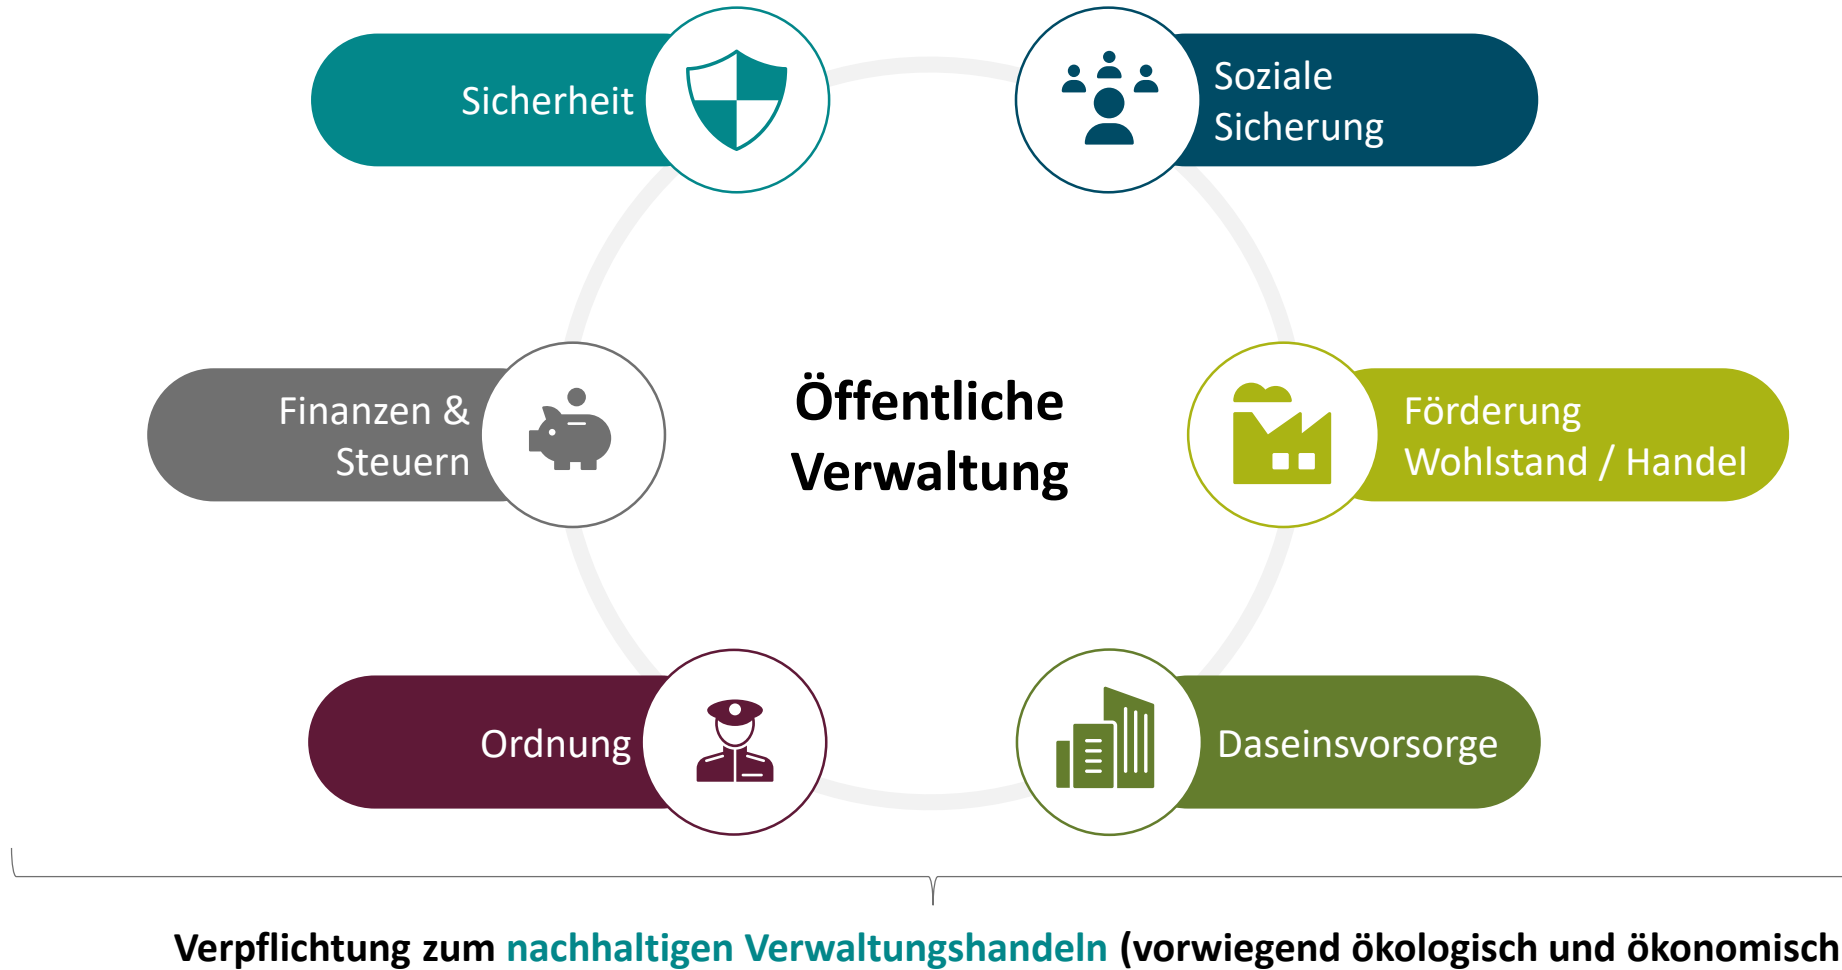 Sicherheit
Soziale
Sicherung
Finanzen &
Steuern
Öffentliche
Verwaltung
Förderung
Wohlstand / Handel
Ordnung
Daseinsvorsorge
Verpflichtung zum nachhaltigen Verwaltungshandeln (vorwiegend ökologisch und ökonomisch